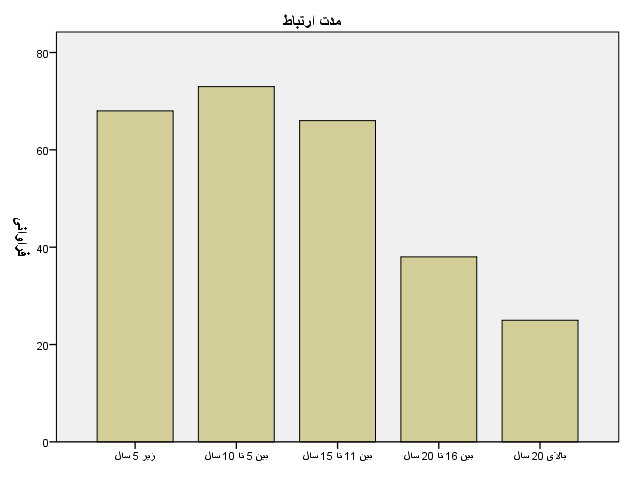 مدت ارتباط
80
60
40
20
0
فراوانی
زیر 5 سال
بین 5 تا 10 سال
بین 11 تا 15 سال
بین 16 تا 20 سال
بالای 20 سال